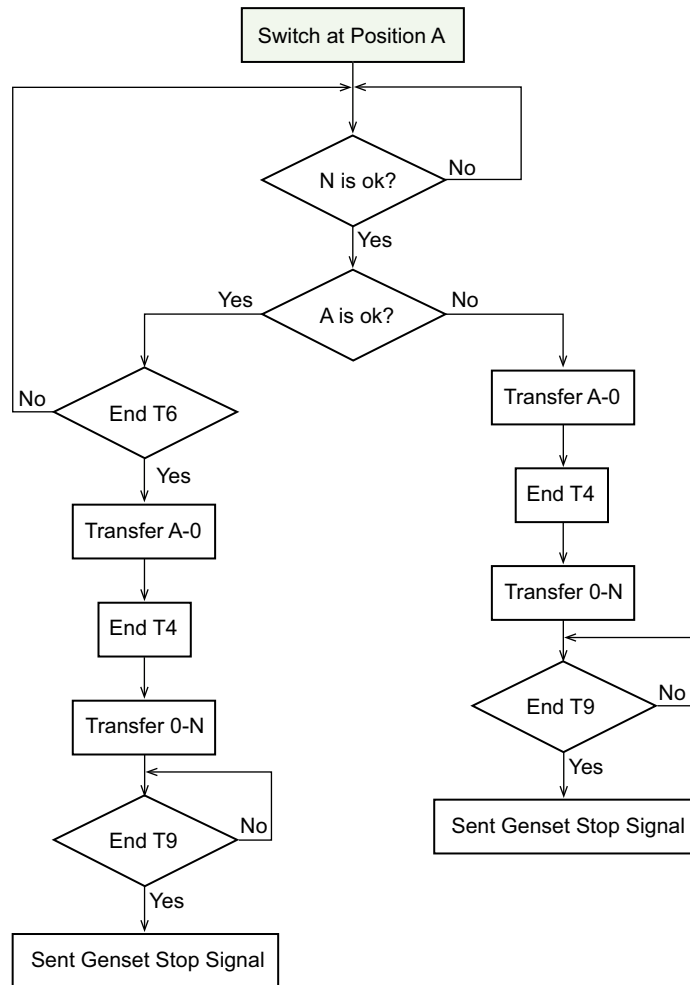 Switch at Position A
N is ok?
No
Yes
A is ok?
Yes
No
End T6
No
Yes
Transfer A-0
End T4
Transfer 0-N
End T9
No
Yes
Sent Genset Stop Signal
Transfer A-0
End T4
Transfer 0-N
End T9
No
Yes
Sent Genset Stop Signal